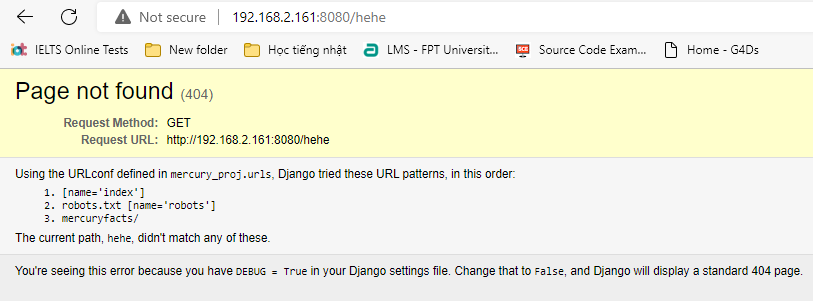 Not secure 192.168.2.161:8080/hehe
IELTS Online Tests New folder Học tiếng nhật LMS - FPT Universit... Source Code Exam... Home - G4Ds
Page not found (404)
Request Method: GET
Request URL: http://192.168.2.161:8080/hehe
Using the URLconf defined in mercury_proj.urls, Django tried these URL patterns, in this order:
1. [name='index']
2. robots.txt [name='robots']
3. mercuryfacts/
The current path, hehe, didn't match any of these.
You're seeing this error because you have DEBUG = True in your Django settings file. Change that to False, and Django will display a standard 404 page.